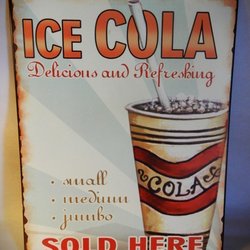 ICE COLA
Delicious and Refreshing
• small
• medium
• jumbo
COLA
SOLD HERE